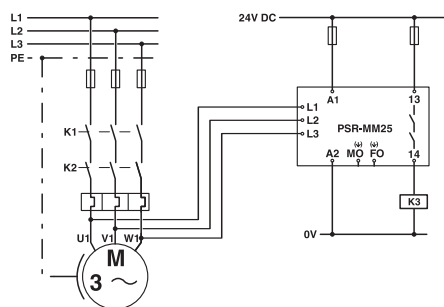 L1
L2
L3
PE
K1
K2
U1 V1 W1
M
3
24V DC
A1 13
L1
L2
L3
PSR-MM25
A2 MO FO 14
K3
0V